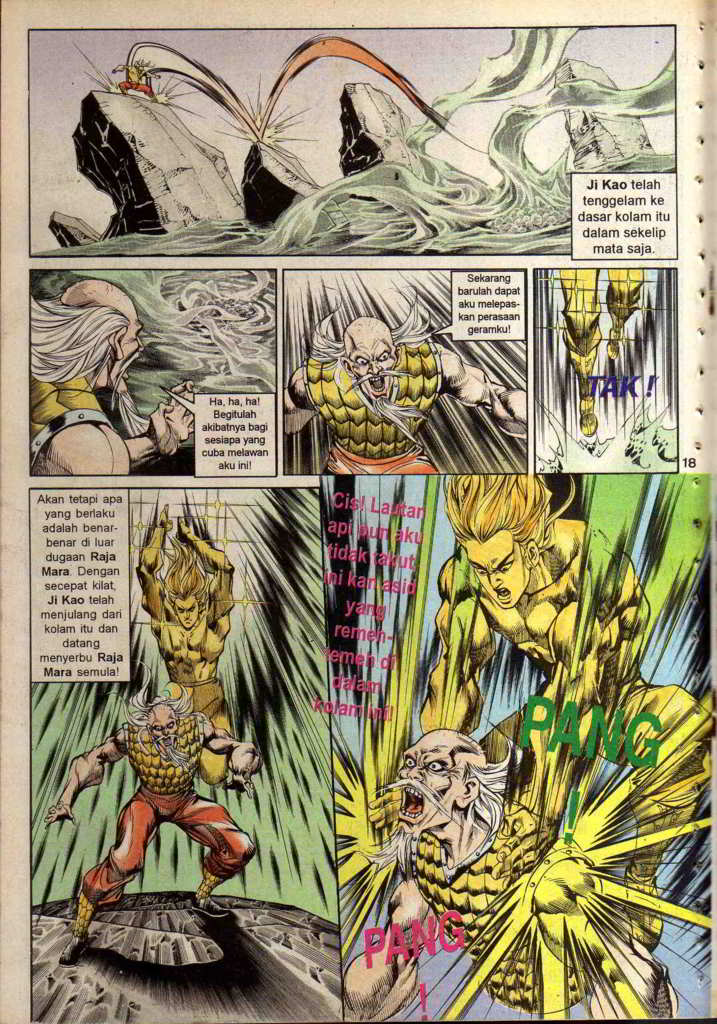 Ji Kao telah
tenggelam ke
dasar kolam itu
dalam sekelip
mata saja.
Ha, ha, ha!
Begitulah
akibatnya bagi
sesiapa yang
cuba melawan
aku ini!
Sekarang
barulah dapat
aku melepas-
kan perasaan
geramku!
TAK !
18
Akan tetapi apa
yang berlaku
adalah benar-
benar di luar
dugaan Raja
Mara. Dengan
secepat kilat,
Ji Kao telah
menjulang dari
kolam itu dan
datang
menyerbu Raja
Mara semula!
Cis! Lautan
api pun aku
tidak takut
ini kan asid
yang
remeh-
temeh di
dalam
kolam ini!
PANG
!
PANG
!